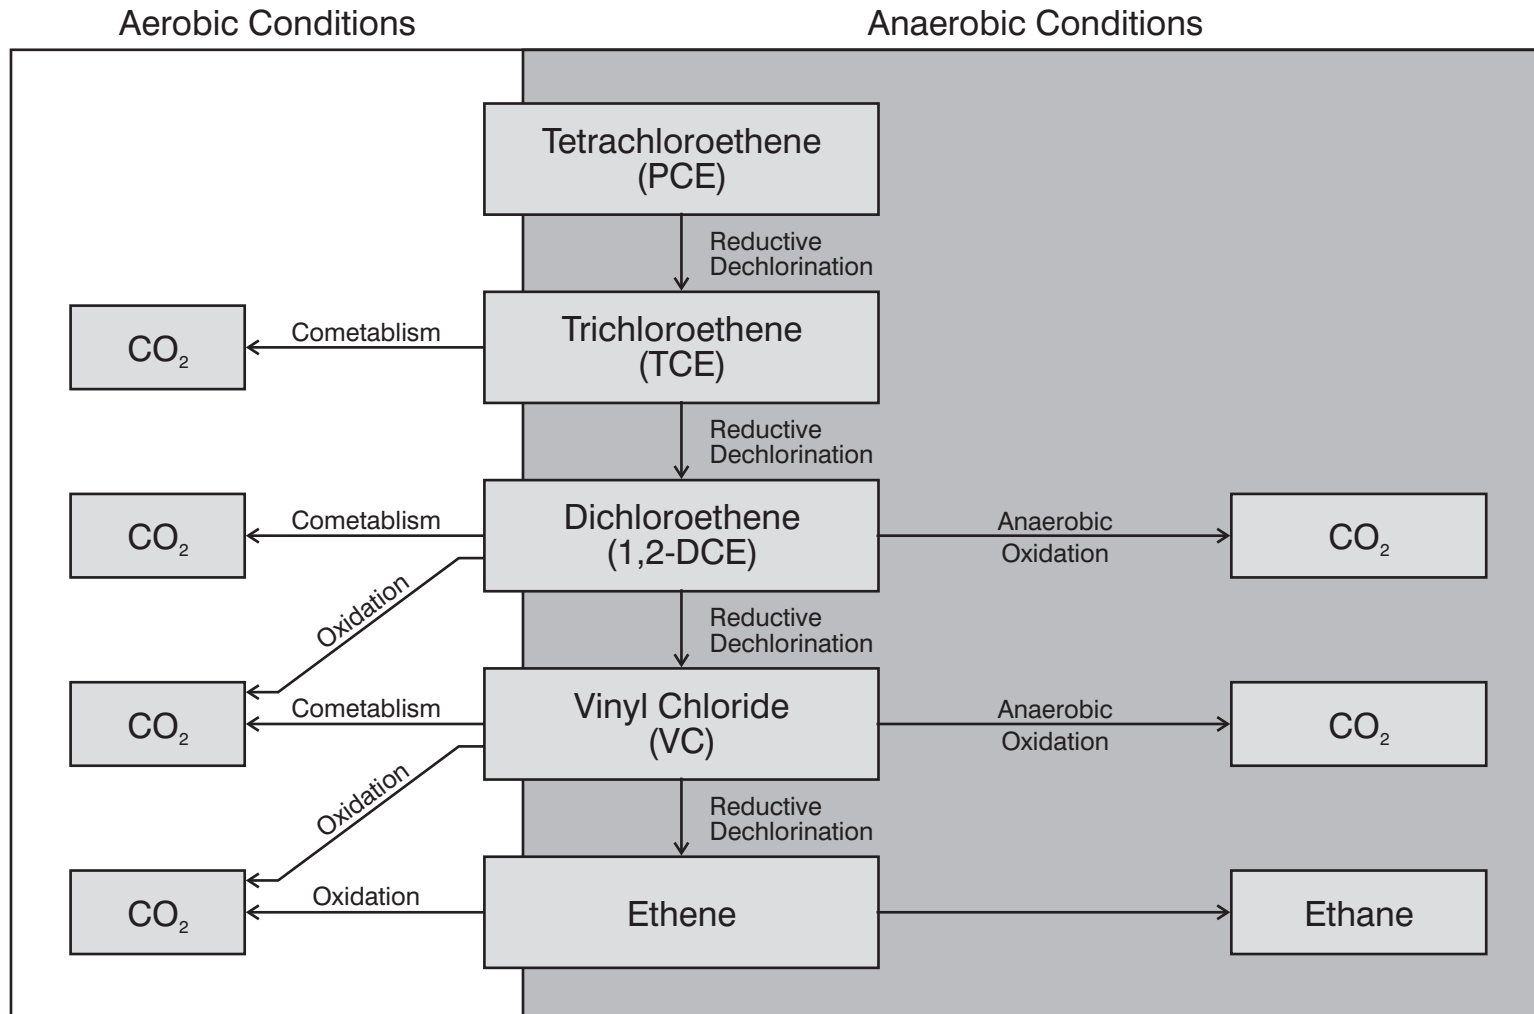 Aerobic Conditions
Anaerobic Conditions
Tetrachloroethene
(PCE)
Reductive
Dechlorination
CO₂
Cometablism
Trichloroethene
(TCE)
Reductive
Dechlorination
CO₂
Cometablism
Dichloroethene
(1,2-DCE)
Anaerobic
Oxidation
CO₂
Oxidation
Reductive
Dechlorination
CO₂
Cometablism
Vinyl Chloride
(VC)
Anaerobic
Oxidation
CO₂
Oxidation
Reductive
Dechlorination
CO₂
Oxidation
Ethene
Ethane